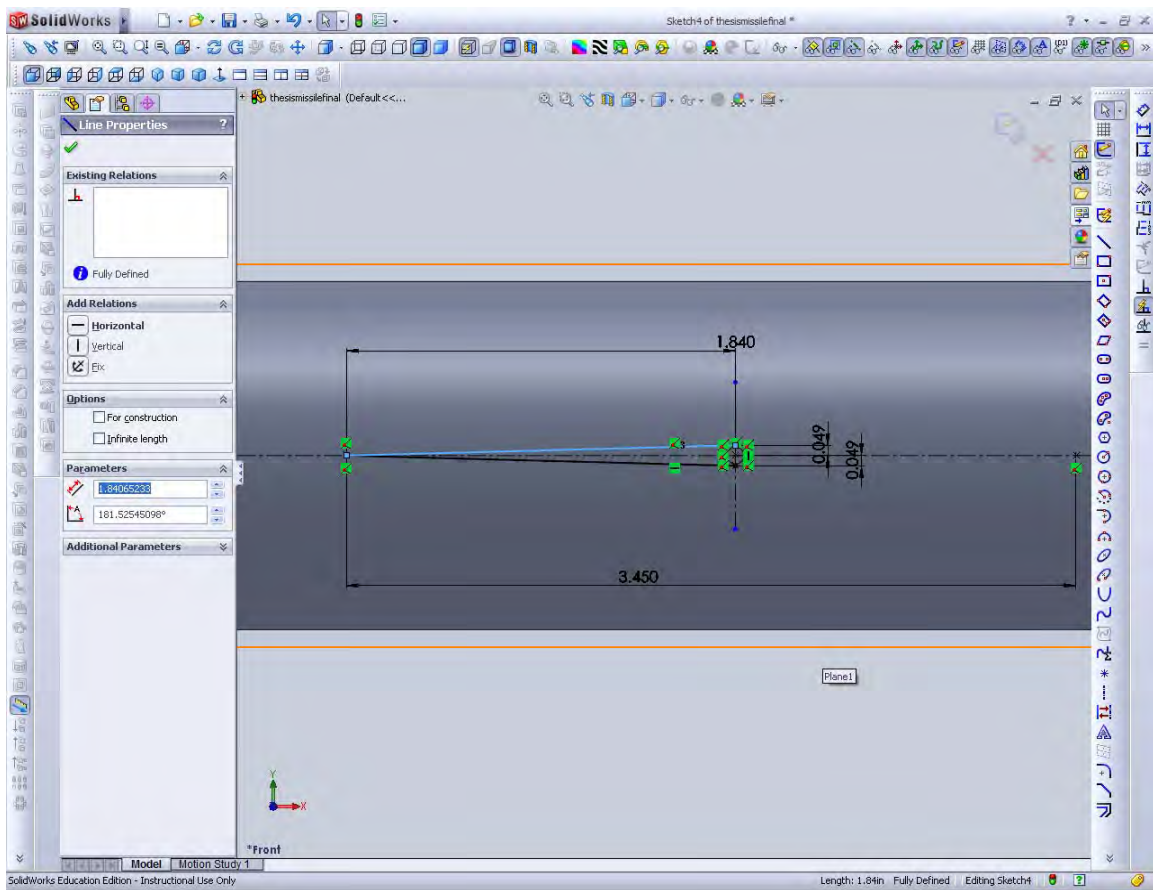 SolidWorks
Sketch4 of thesismissilefinal *
thesismissilefinal (Default<<...
Line Properties
?
Existing Relations
Fully Defined
Add Relations
Horizontal
Vertical
Fix
Options
For construction
Infinite length
Parameters
1.84065233
181.52545098°
Additional Parameters
1.840
0.049
0.049
3.450
Plane1
Y
X
*Front
Model
Motion Study 1
SolidWorks Education Edition - Instructional Use Only
Length: 1.84in
Fully Defined
Editing Sketch4